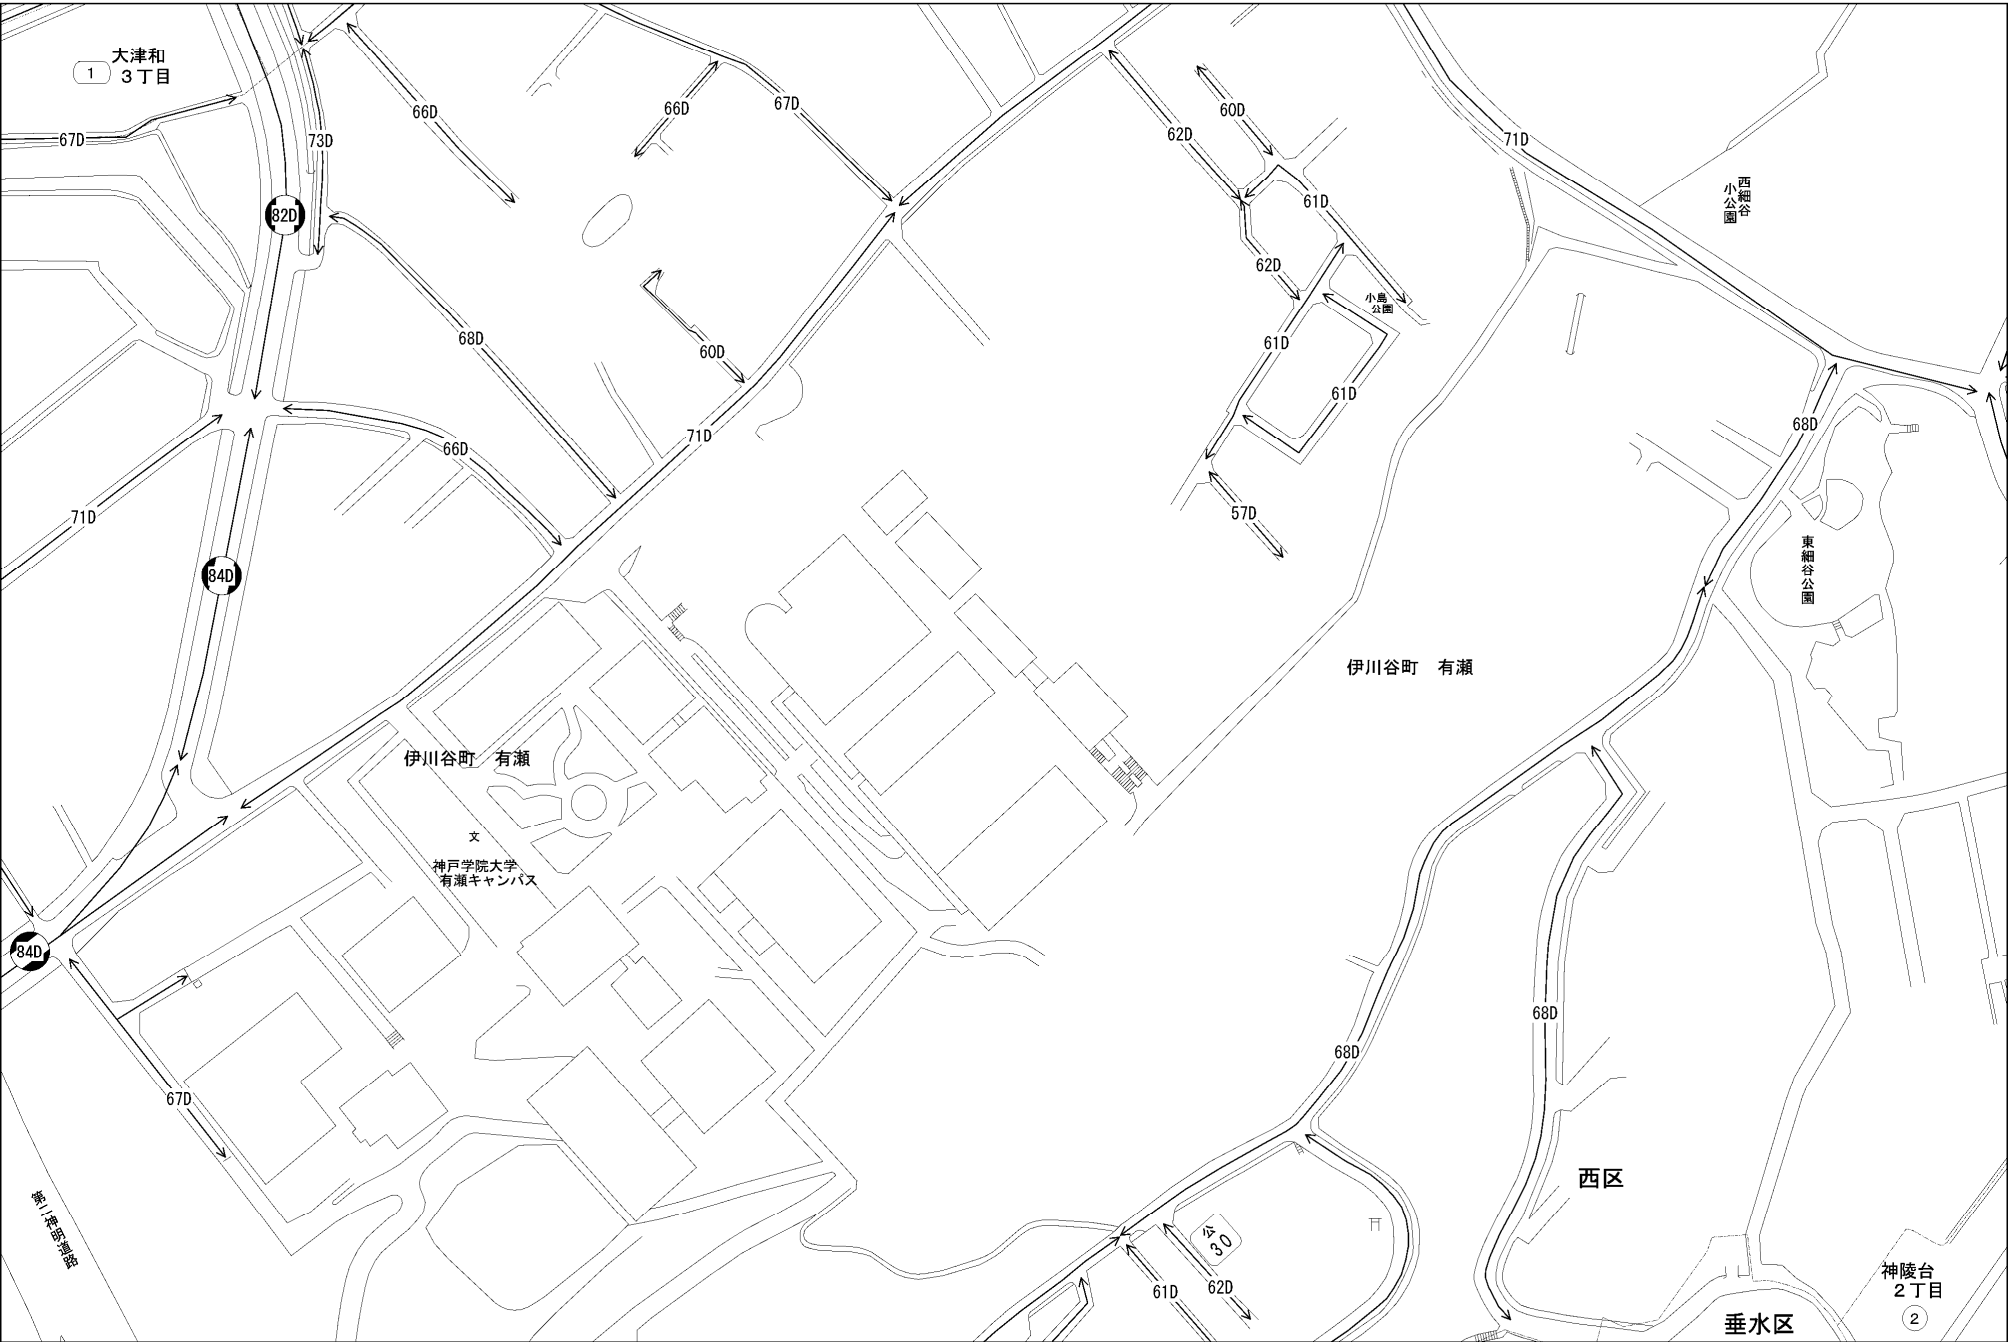 大津和
1 3丁目
66D
66D
67D
60D
62D
71D
67D
73D
西細谷
小公園
82D
61D
62D
小島
公園
68D
60D
61D
61D
68D
66D
71D
71D
57D
84D
東細谷公園
伊川谷町 有瀬
伊川谷町 有瀬
文
神戸学院大学
有瀬キャンパス
84D
68D
68D
67D
西区
第二神明道路
公
30
61D
62D
神陵台
2丁目
2
垂水区